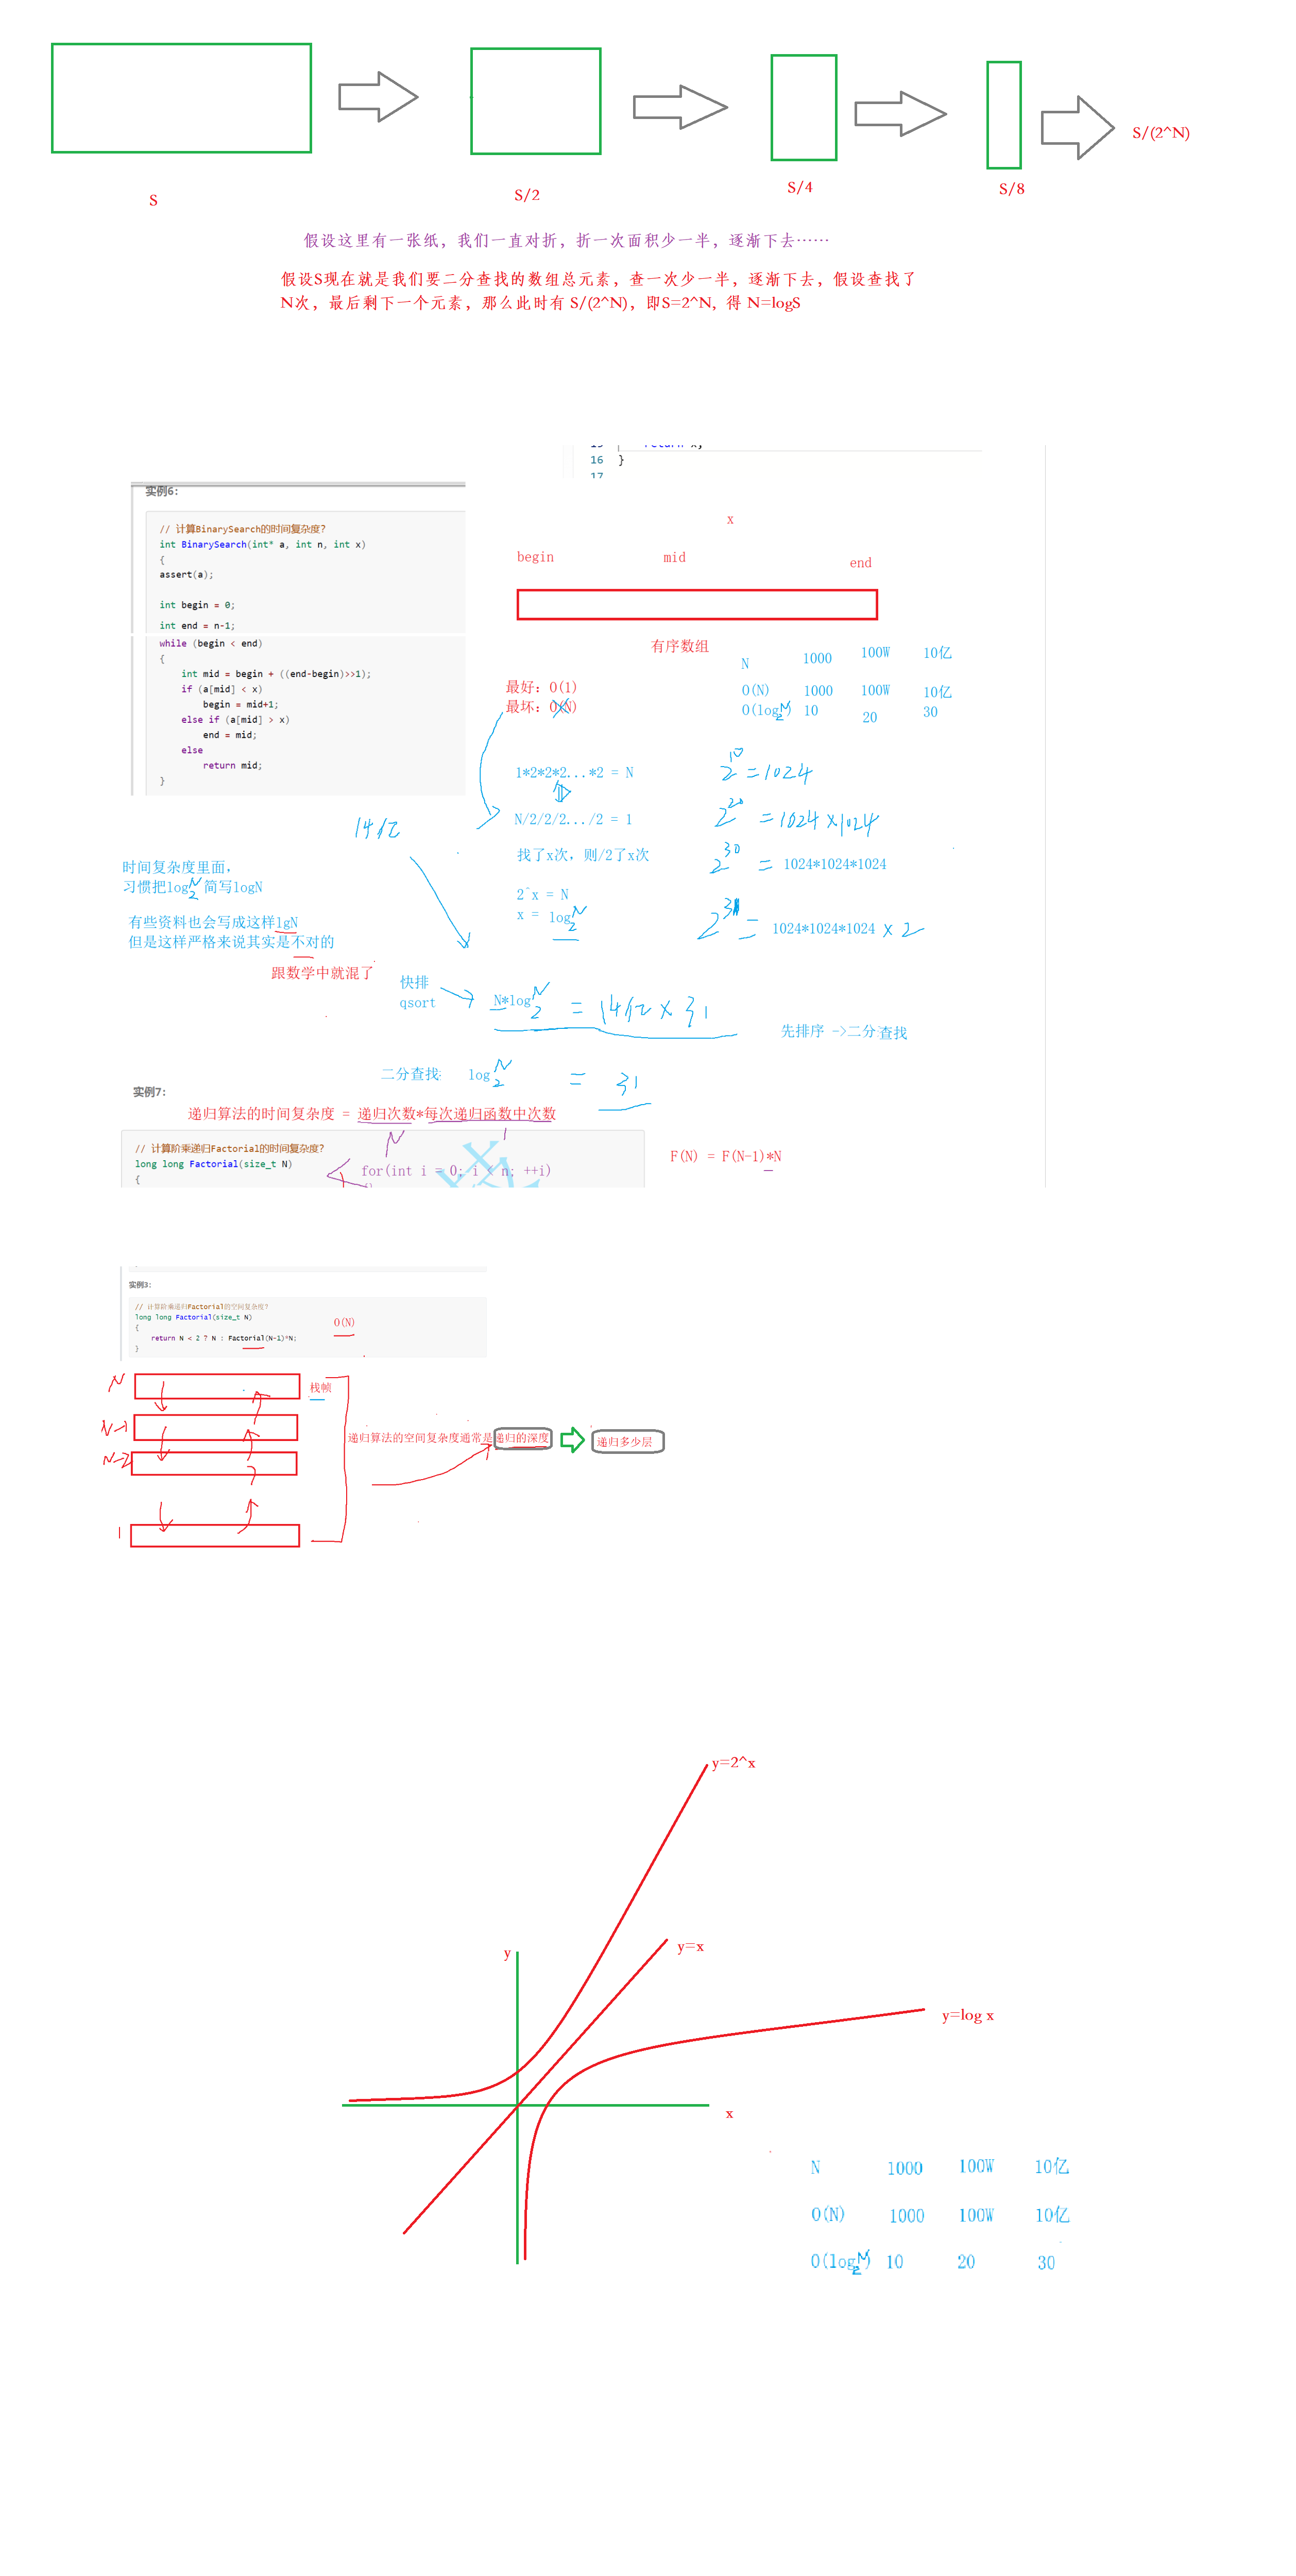 S
S/2
S/4
S/8
S/(2^N)
假设这里有一张纸，我们一直对折，折一次面积少一半，逐渐下去……
假设S现在就是我们要二分查找的数组总元素，查一次少一半，逐渐下去，假设查找了
N次，最后剩下一个元素，那么此时有 S/(2^N)，即S=2^N, 得 N=logS
16 }
17
实例6:
// 计算BinarySearch的时间复杂度?
int BinarySearch(int* a, int n, int x)
{
assert(a);
int begin = 0;
int end = n-1;
while (begin < end)
{
int mid = begin + ((end-begin)>>1);
if (a[mid] < x)
begin = mid+1;
else if (a[mid] > x)
end = mid;
else
return mid;
}
x
begin mid end
有序数组
N 1000 100W 10亿
O(N) 1000 100W 10亿
O(log2N) 10 20 30
最好: O(1)
最坏: O(N)
1*2*2*2...*2 = N
N/2/2/2.../2 = 1
找了x次, 则/2了x次
2^x = N
x = log2N
2^10 =1024
2^20 =1024×1024
2^30 = 1024*1024*1024
2^31 = 1024*1024*1024 × 2
14亿
时间复杂度里面,
习惯把log2N 简写logN
有些资料也会写成这样lgN
但是这样严格来说其实是不对的
跟数学中就混了
快排
qsort
N*log2N = 14亿 × 31
先排序 ->二分查找
二分查找: log2N = 31
实例7:
递归算法的时间复杂度 = 递归次数*每次递归函数中次数
N 1
// 计算阶乘递归Factorial的时间复杂度?
long long Factorial(size_t N)
{
for(int i = 0; i < n; ++i)
F(N) = F(N-1)*N
实例3:
// 计算阶乘递归Factorial的空间复杂度?
long long Factorial(size_t N)
{
return N < 2 ? N : Factorial(N-1)*N;
}
O(N)
N
栈帧
N-1
N-2
1
递归算法的空间复杂度通常是递归的深度
递归多少层
y=2^x
y=x
y
y=log x
x
N 1000 100W 10亿
O(N) 1000 100W 10亿
O(log2N) 10 20 30